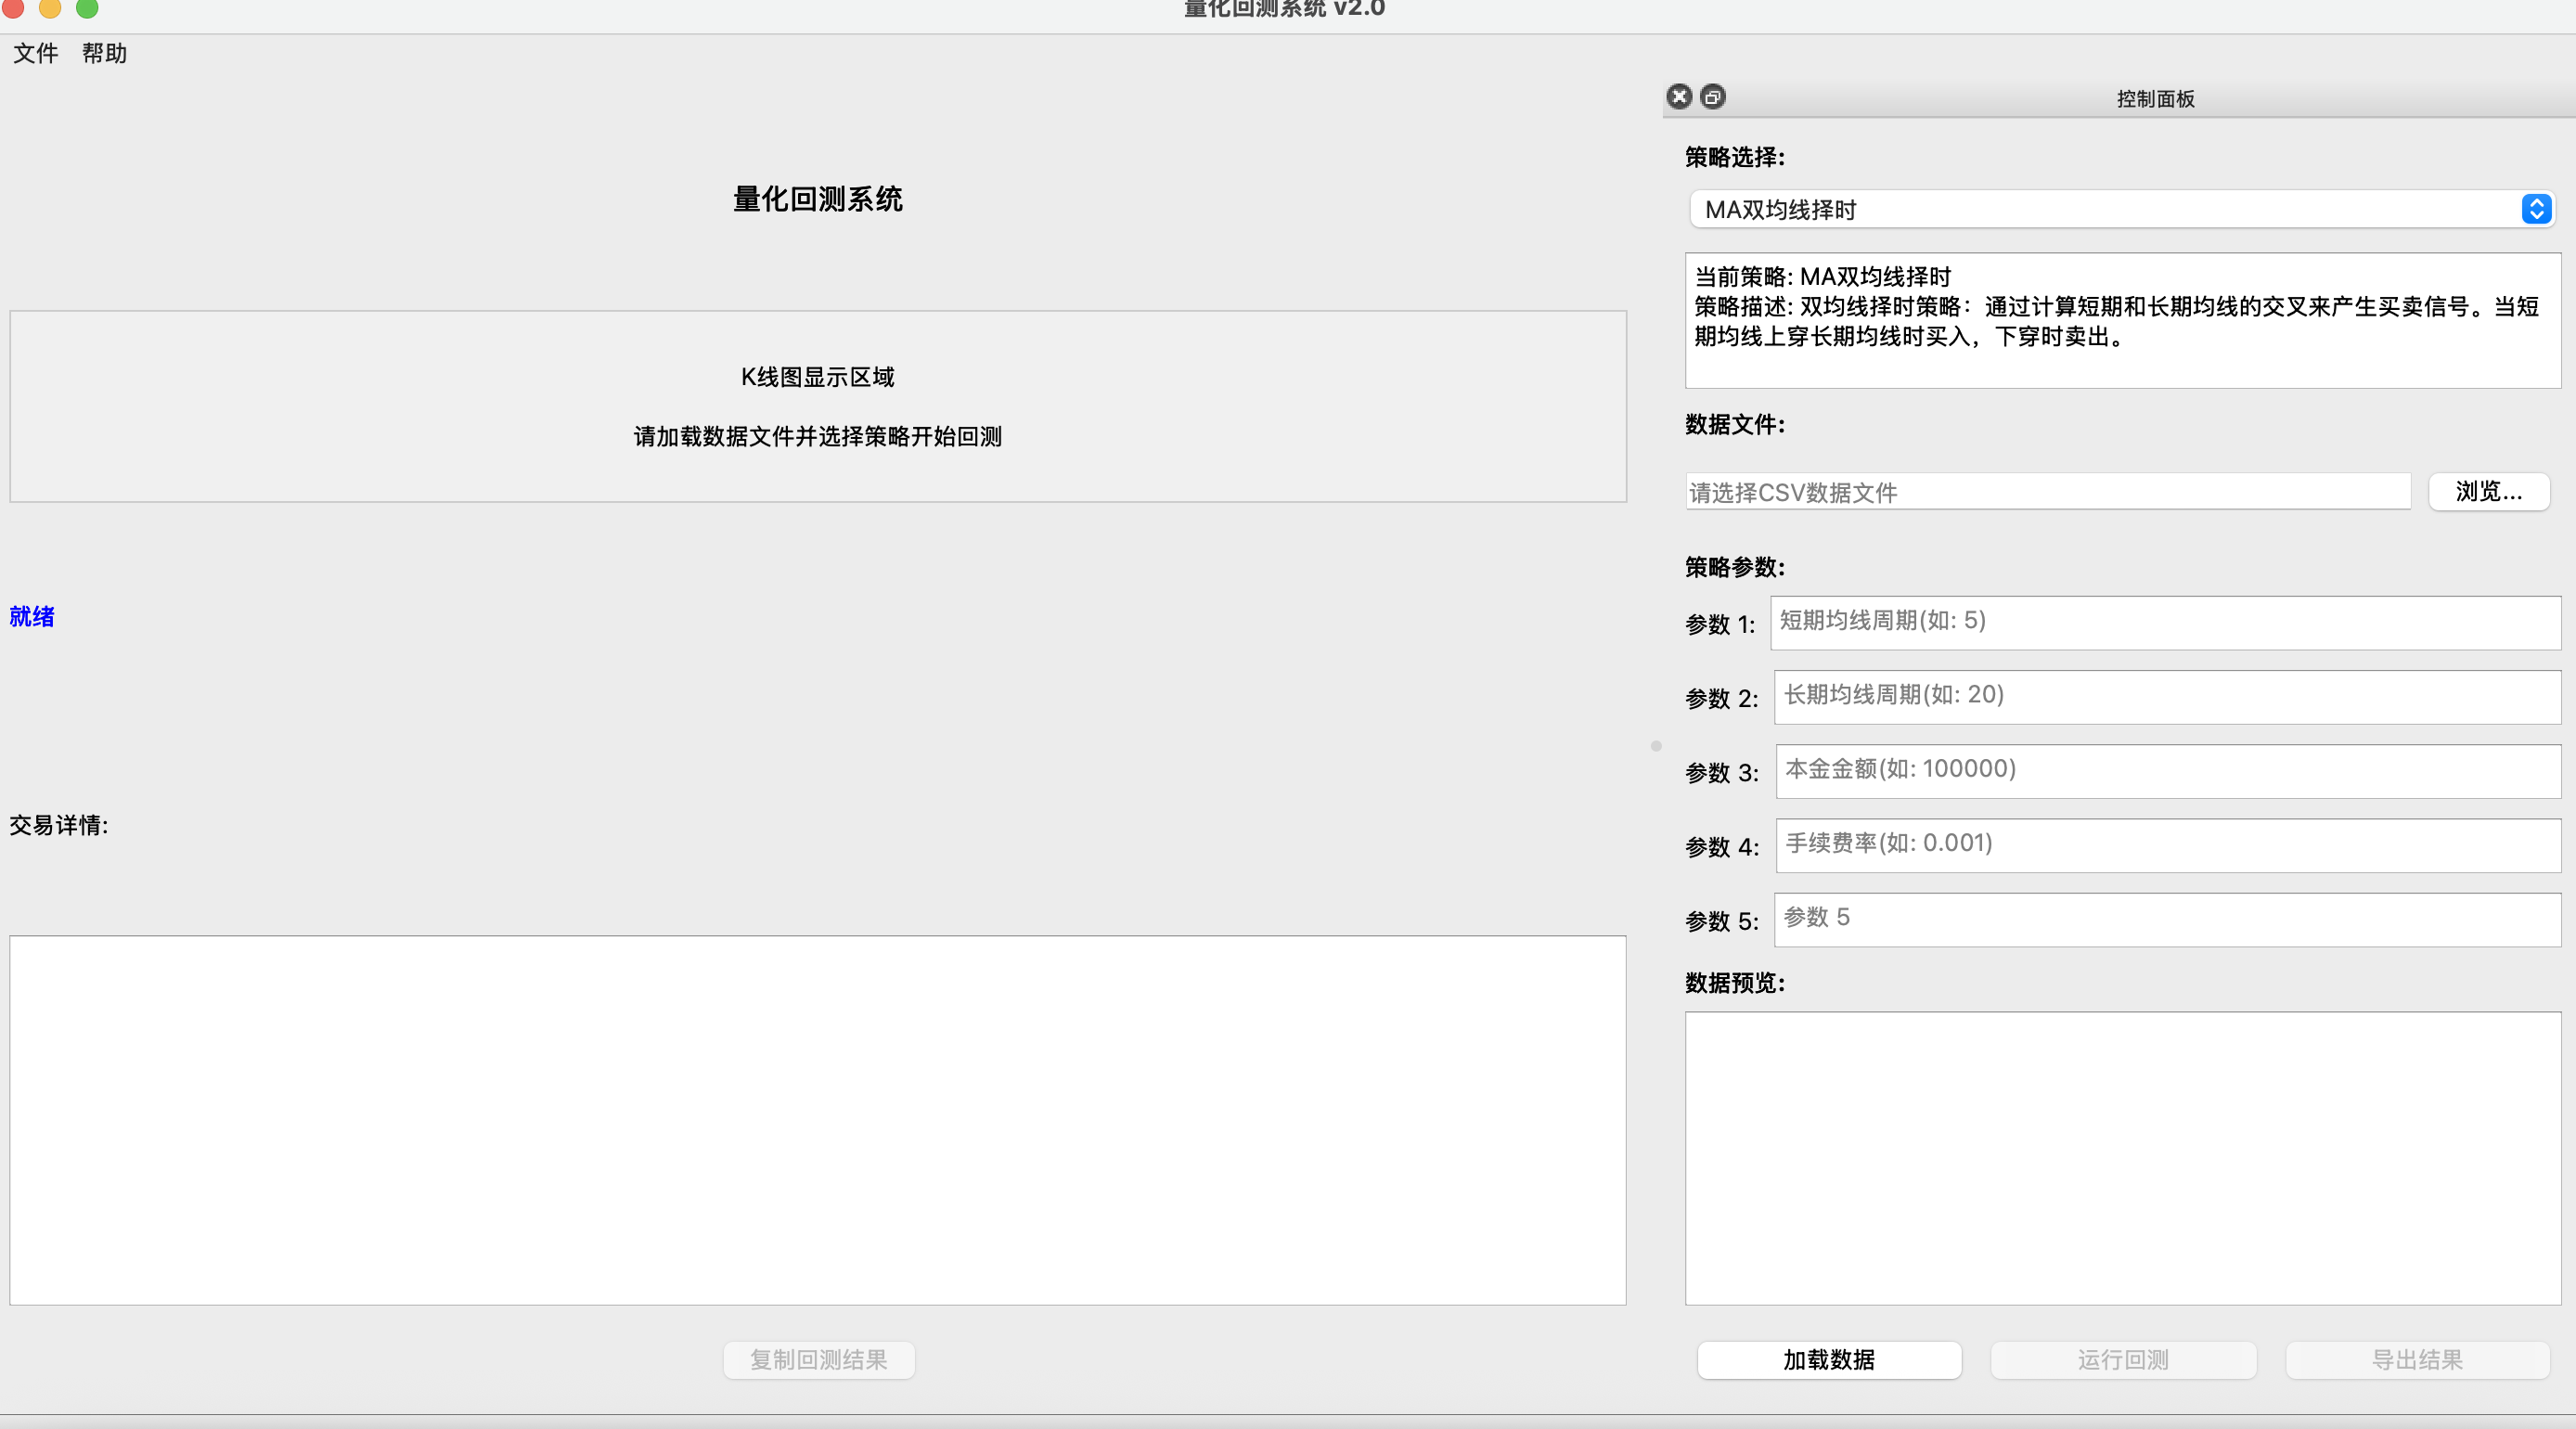 量化回测系统 v2.0
文件 帮助
控制面板
量化回测系统
K线图显示区域
请加载数据文件并选择策略开始回测
就绪
交易详情:
复制回测结果
策略选择:
MA双均线择时
当前策略: MA双均线择时
策略描述: 双均线择时策略：通过计算短期和长期均线的交叉来产生买卖信号。当短
期均线上穿长期均线时买入，下穿时卖出。
数据文件:
请选择CSV数据文件 浏览...
策略参数:
参数 1: 短期均线周期(如: 5)
参数 2: 长期均线周期(如: 20)
参数 3: 本金金额(如: 100000)
参数 4: 手续费率(如: 0.001)
参数 5: 参数 5
数据预览:
加载数据 运行回测 导出结果